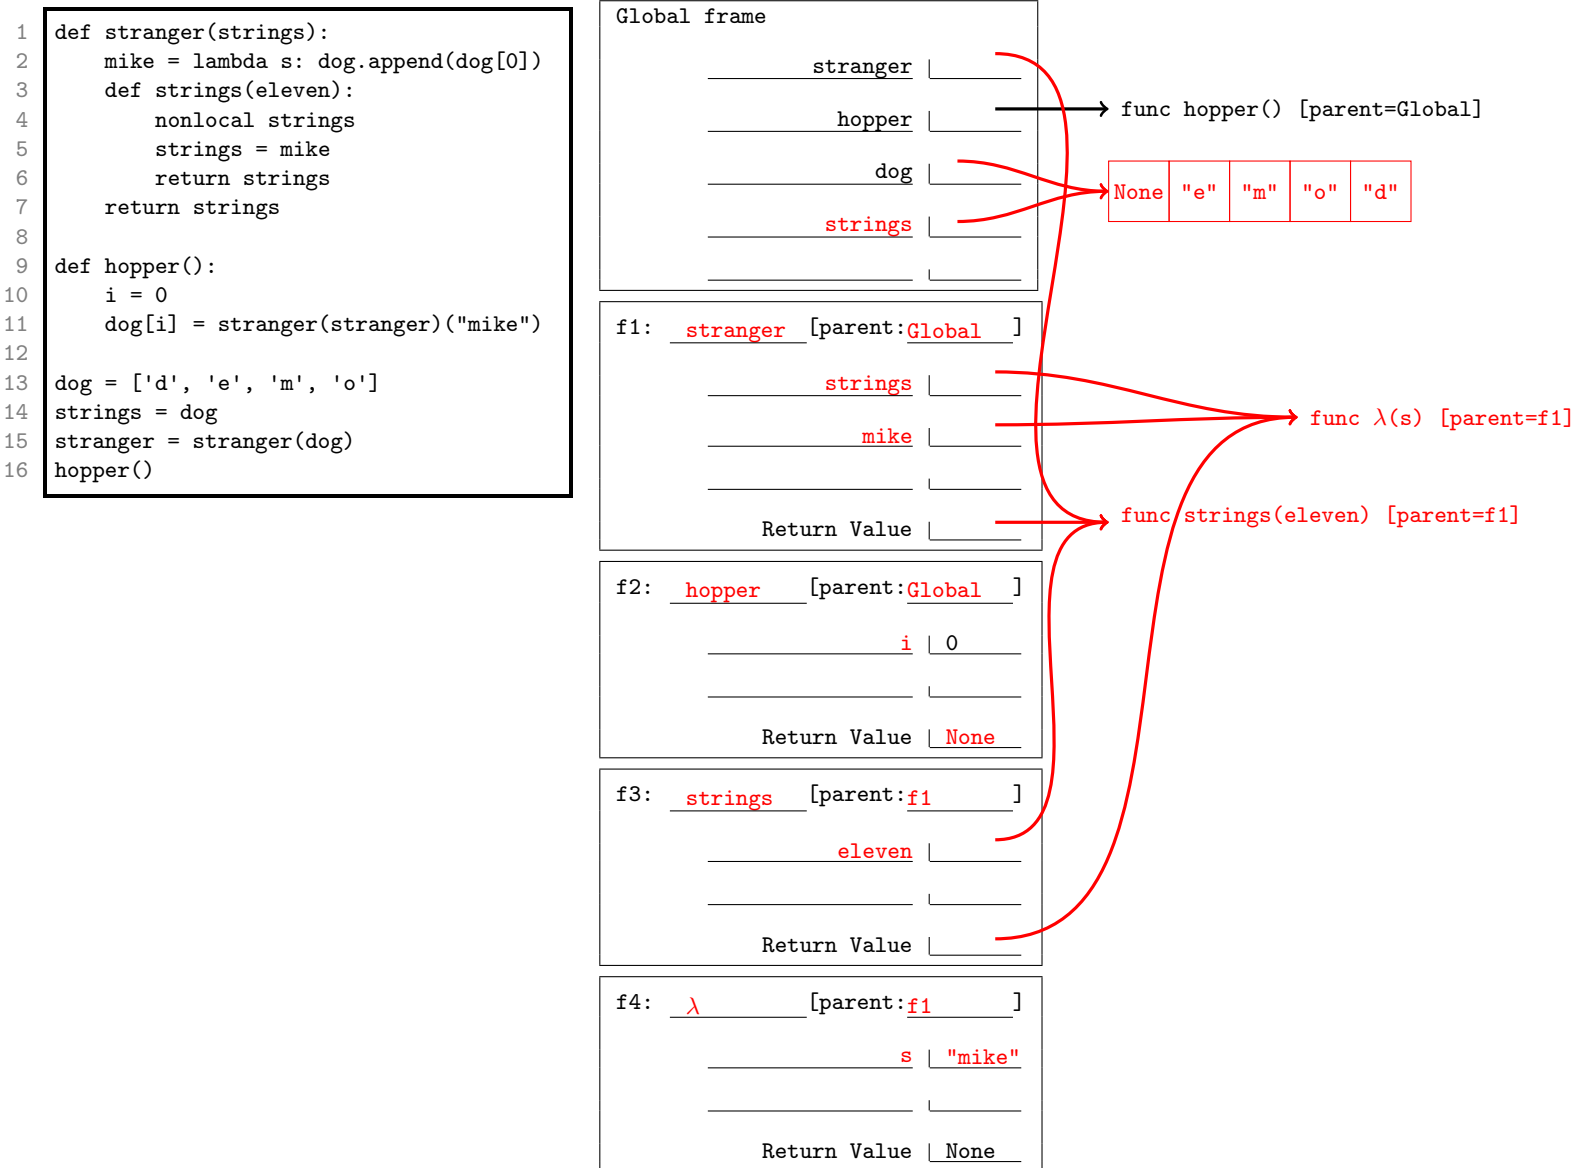 1 def stranger(strings):
2     mike = lambda s: dog.append(dog[0])
3     def strings(eleven):
4         nonlocal strings
5         strings = mike
6         return strings
7     return strings
8
9 def hopper():
10     i = 0
11     dog[i] = stranger(stranger)("mike")
12
13 dog = ['d', 'e', 'm', 'o']
14 strings = dog
15 stranger = stranger(dog)
16 hopper()
Global frame
stranger
hopper
func hopper() [parent=Global]
dog
None "e" "m" "o" "d"
strings
f1: stranger [parent:Global ]
strings
func λ(s) [parent=f1]
mike
func strings(eleven) [parent=f1]
Return Value
f2: hopper [parent:Global ]
i 0
Return Value None
f3: strings [parent:f1 ]
eleven
Return Value
f4: λ [parent:f1 ]
s "mike"
Return Value None